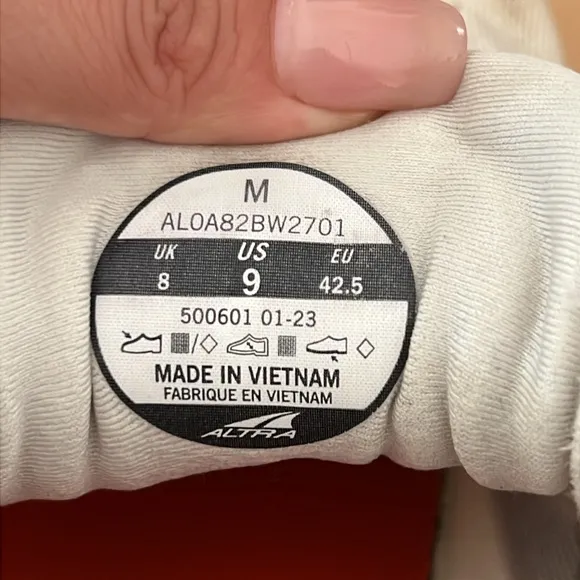 M
AL0A82BW2701
UK US EU
8 9 42.5
500601 01-23
/
MADE IN VIETNAM
FABRIQUE EN VIETNAM
ALTRA